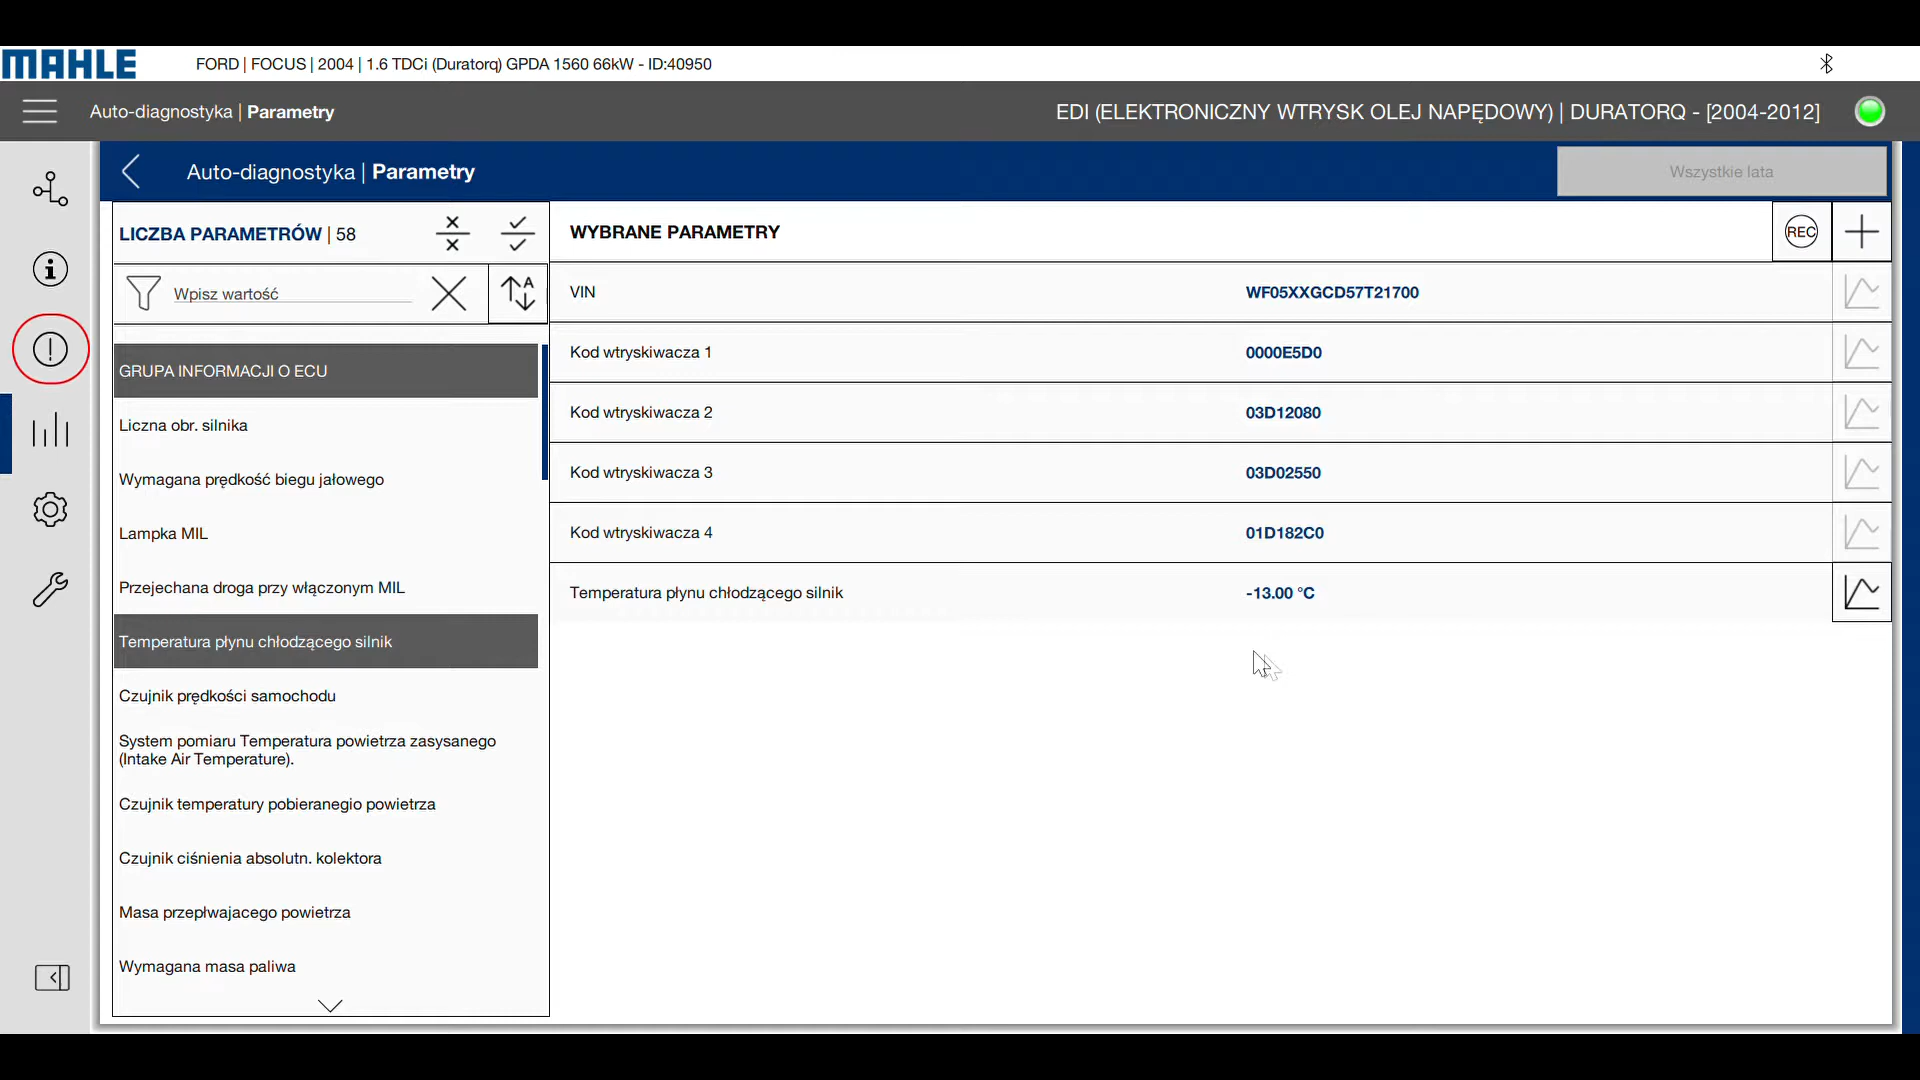 MAHLE
FORD | FOCUS | 2004 | 1.6 TDCi (Duratorq) GPDA 1560 66kW - ID:40950
Auto-diagnostyka | Parametry
EDI (ELEKTRONICZNY WTRYSK OLEJ NAPĘDOWY) | DURATORQ - [2004-2012]
Auto-diagnostyka | Parametry
Wszystkie lata
LICZBA PARAMETRÓW | 58
Wpisz wartość
A
GRUPA INFORMACJI O ECU
Liczna obr. silnika
Wymagana prędkość biegu jałowego
Lampka MIL
Przejechana droga przy włączonym MIL
Temperatura płynu chłodzącego silnik
Czujnik prędkości samochodu
System pomiaru Temperatura powietrza zasysanego
(Intake Air Temperature).
Czujnik temperatury pobieranegio powietrza
Czujnik ciśnienia absolutn. kolektora
Masa przepłwajacego powietrza
Wymagana masa paliwa
WYBRANE PARAMETRY
REC
VIN WF05XXGCD57T21700
Kod wtryskiwacza 1 0000E5D0
Kod wtryskiwacza 2 03D12080
Kod wtryskiwacza 3 03D02550
Kod wtryskiwacza 4 01D182C0
Temperatura płynu chłodzącego silnik -13.00 °C